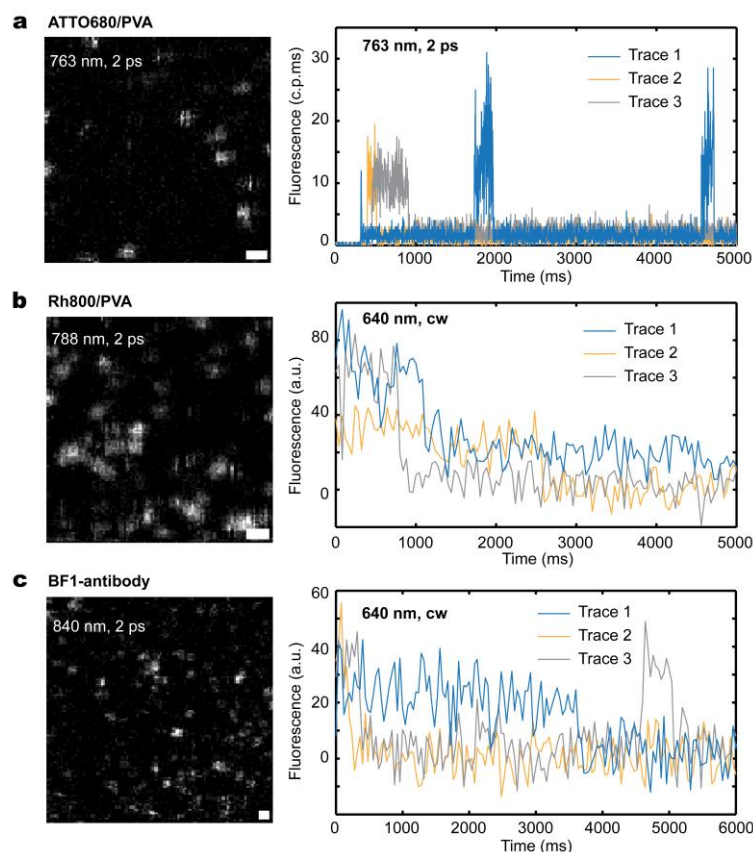 a ATTO680/PVA
763 nm, 2 ps
Fluorescence (c.p.ms)
30
20
10
0
763 nm, 2 ps
Trace 1
Trace 2
Trace 3
0 1000 2000 3000 4000 5000
Time (ms)
b Rh800/PVA
788 nm, 2 ps
Fluorescence (a.u.)
80
40
0
640 nm, cw
Trace 1
Trace 2
Trace 3
0 1000 2000 3000 4000 5000
Time (ms)
c BF1-antibody
840 nm, 2 ps
Fluorescence (a.u.)
60
40
20
0
640 nm, cw
Trace 1
Trace 2
Trace 3
0 1000 2000 3000 4000 5000 6000
Time (ms)